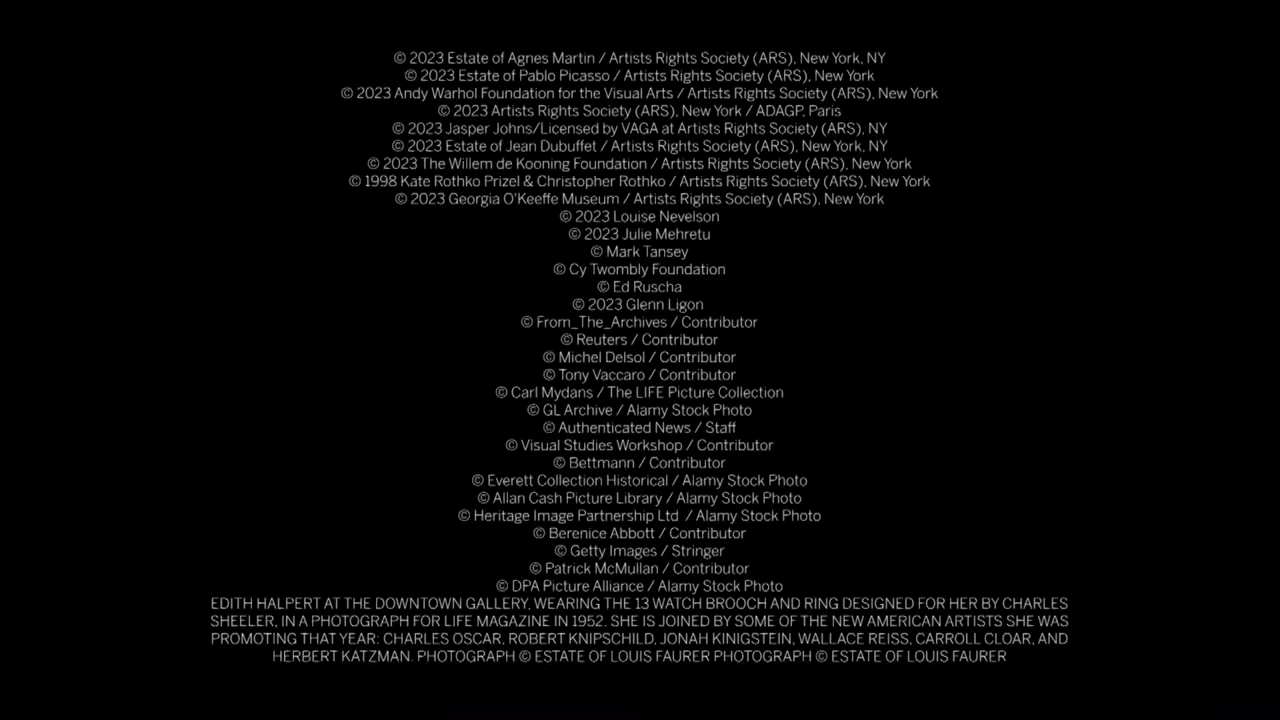 © 2023 Estate of Agnes Martin / Artists Rights Society (ARS), New York, NY
© 2023 Estate of Pablo Picasso / Artists Rights Society (ARS), New York
© 2023 Andy Warhol Foundation for the Visual Arts / Artists Rights Society (ARS), New York
© 2023 Artists Rights Society (ARS), New York / ADAGP, Paris
© 2023 Jasper Johns/Licensed by VAGA at Artists Rights Society (ARS), NY
© 2023 Estate of Jean Dubuffet / Artists Rights Society (ARS), New York, NY
© 2023 The Willem de Kooning Foundation / Artists Rights Society (ARS), New York
© 1998 Kate Rothko Prizel & Christopher Rothko / Artists Rights Society (ARS), New York
© 2023 Georgia O'Keeffe Museum / Artists Rights Society (ARS), New York
© 2023 Louise Nevelson
© 2023 Julie Mehretu
© Mark Tansey
© Cy Twombly Foundation
© Ed Ruscha
© 2023 Glenn Ligon
© From_The_Archives / Contributor
© Reuters / Contributor
© Michel Delsol / Contributor
© Tony Vaccaro / Contributor
© Carl Mydans / The LIFE Picture Collection
© GL Archive / Alamy Stock Photo
© Authenticated News / Staff
© Visual Studies Workshop / Contributor
© Bettmann / Contributor
© Everett Collection Historical / Alamy Stock Photo
© Allan Cash Picture Library / Alamy Stock Photo
© Heritage Image Partnership Ltd / Alamy Stock Photo
© Berenice Abbott / Contributor
© Getty Images / Stringer
© Patrick McMullan / Contributor
© DPA Picture Alliance / Alamy Stock Photo
EDITH HALPERT AT THE DOWNTOWN GALLERY, WEARING THE 13 WATCH BROOCH AND RING DESIGNED FOR HER BY CHARLES
SHEELER, IN A PHOTOGRAPH FOR LIFE MAGAZINE IN 1952. SHE IS JOINED BY SOME OF THE NEW AMERICAN ARTISTS SHE WAS
PROMOTING THAT YEAR: CHARLES OSCAR, ROBERT KNIPSCHILD, JONAH KINIGSTEIN, WALLACE REISS, CARROLL CLOAR, AND
HERBERT KATZMAN. PHOTOGRAPH © ESTATE OF LOUIS FAURER PHOTOGRAPH © ESTATE OF LOUIS FAURER